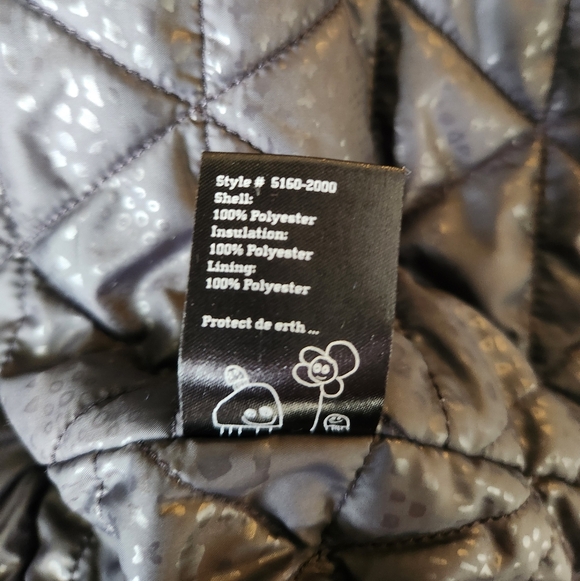 Style # 5160-2000
Shell:
100% Polyester
Insulation:
100% Polyester
Lining:
100% Polyester
Protect de erth ...